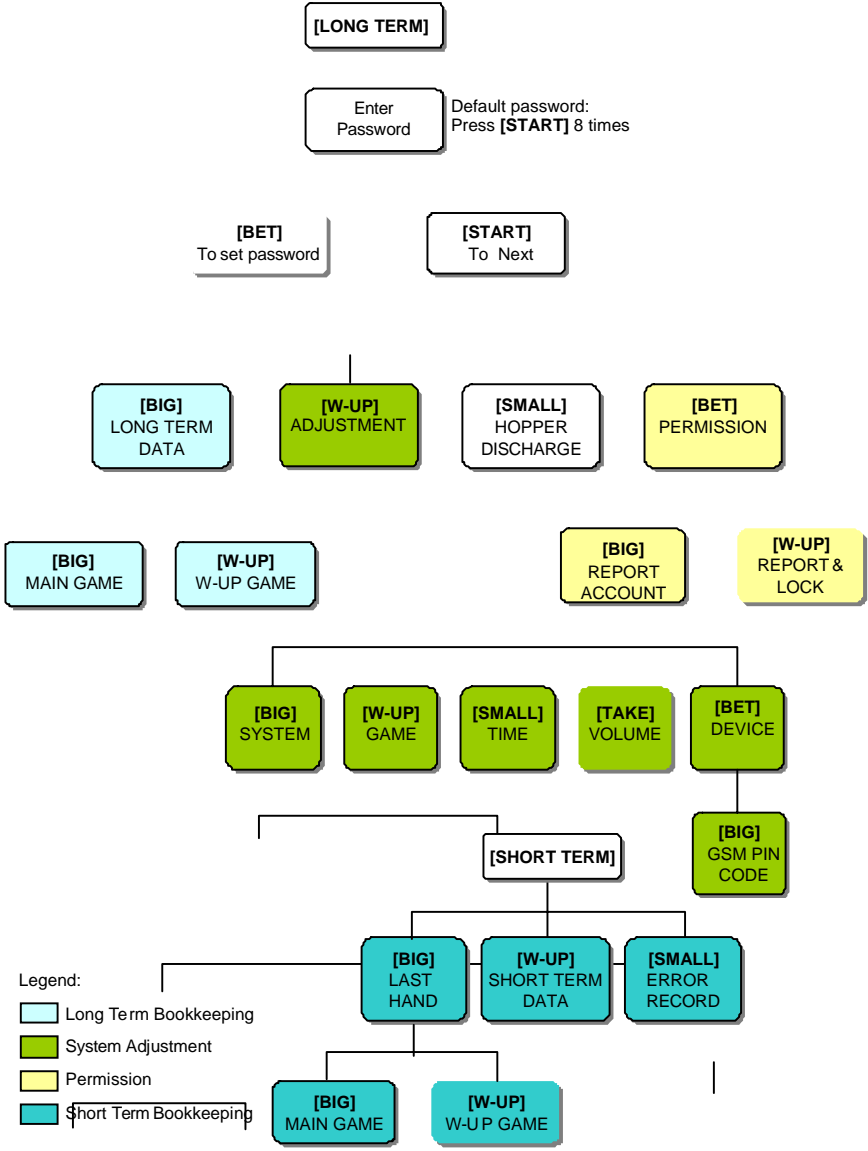 [LONG TERM]
Enter
Password
Default password:
Press [START] 8 times
[BET]
To set password
[START]
To Next
[BIG]
LONG TERM
DATA
[W-UP]
ADJUSTMENT
[SMALL]
HOPPER
DISCHARGE
[BET]
PERMISSION
[BIG]
MAIN GAME
[W-UP]
W-UP GAME
[BIG]
REPORT
ACCOUNT
[W-UP]
REPORT &
LOCK
[BIG]
SYSTEM
[W-UP]
GAME
[SMALL]
TIME
[TAKE]
VOLUME
[BET]
DEVICE
[BIG]
GSM PIN
CODE
[SHORT TERM]
[BIG]
LAST
HAND
[W-UP]
SHORT TERM
DATA
[SMALL]
ERROR
RECORD
Legend:
Long Term Bookkeeping
System Adjustment
Permission
Short Term Bookkeeping
[BIG]
MAIN GAME
[W-UP]
W-UP GAME